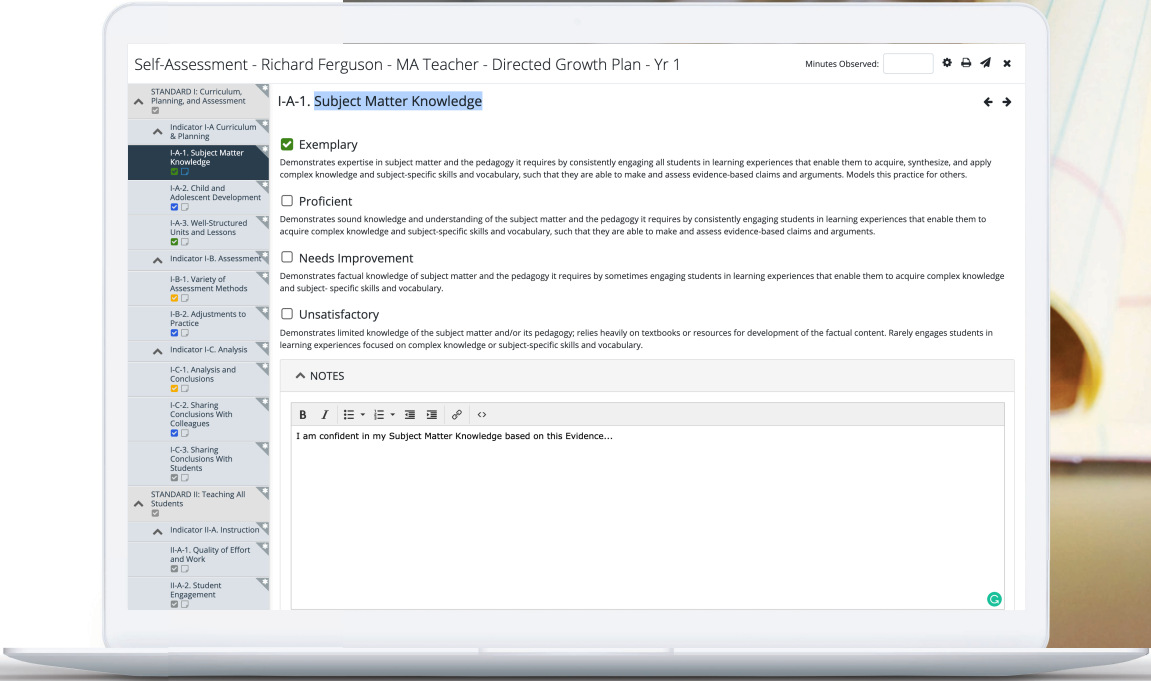 Self-Assessment - Richard Ferguson - MA Teacher - Directed Growth Plan - Yr 1
Minutes Observed:
STANDARD I: Curriculum,
Planning, and Assessment
Indicator I-A Curriculum
& Planning
I-A-1. Subject Matter
Knowledge
I-A-2. Child and
Adolescent Development
I-A-3. Well-Structured
Units and Lessons
Indicator I-B. Assessment
I-B-1. Variety of
Assessment Methods
I-B-2. Adjustments to
Practice
Indicator I-C. Analysis
I-C-1. Analysis and
Conclusions
I-C-2. Sharing
Conclusions With
Colleagues
I-C-3. Sharing
Conclusions With
Students
STANDARD II: Teaching All
Students
Indicator II-A. Instruction
II-A-1. Quality of Effort
and Work
II-A-2. Student
Engagement
I-A-1. Subject Matter Knowledge
Exemplary
Demonstrates expertise in subject matter and the pedagogy it requires by consistently engaging all students in learning experiences that enable them to acquire, synthesize, and apply
complex knowledge and subject-specific skills and vocabulary, such that they are able to make and assess evidence-based claims and arguments. Models this practice for others.
Proficient
Demonstrates sound knowledge and understanding of the subject matter and the pedagogy it requires by consistently engaging students in learning experiences that enable them to
acquire complex knowledge and subject-specific skills and vocabulary, such that they are able to make and assess evidence-based claims and arguments.
Needs Improvement
Demonstrates factual knowledge of subject matter and the pedagogy it requires by sometimes engaging students in learning experiences that enable them to acquire complex knowledge
and subject- specific skills and vocabulary.
Unsatisfactory
Demonstrates limited knowledge of the subject matter and/or its pedagogy; relies heavily on textbooks or resources for development of the factual content. Rarely engages students in
learning experiences focused on complex knowledge or subject-specific skills and vocabulary.
NOTES
B I
I am confident in my Subject Matter Knowledge based on this Evidence...